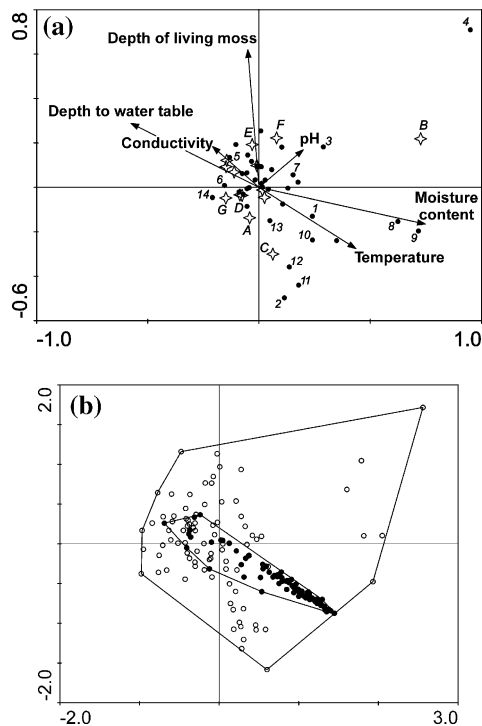 (a)
0.8
4
Depth of living moss
Depth to water table
E
F
B
Conductivity
pH
3
5
7
6
14
Moisture
content
G
D
A
13
1
8
9
10
C
Temperature
12
11
2
-0.6
-1.0
1.0
(b)
2.0
-2.0
-2.0
3.0